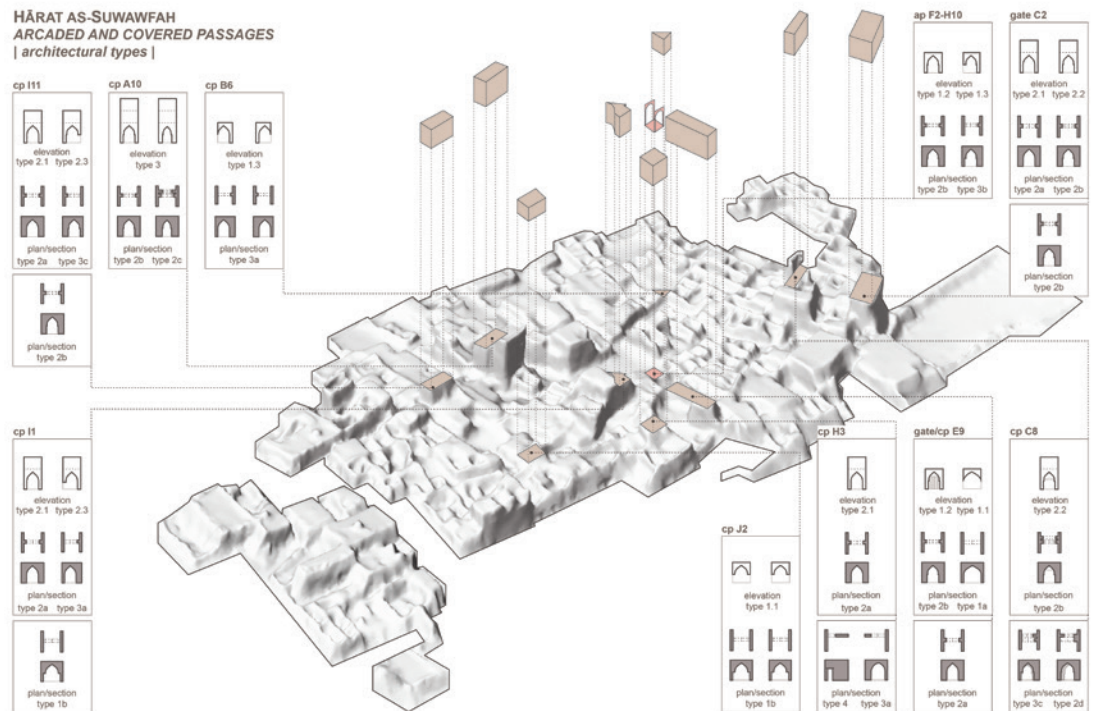 HĀRAT AS-SUWAWFAH
ARCADED AND COVERED PASSAGES
| architectural types |
cp I11
elevation
type 2.1 type 2.3
plan/section
type 2a type 3c
plan/section
type 2b
cp A10
elevation
type 3
plan/section
type 2b type 2c
cp B6
elevation
type 1.3
plan/section
type 3a
ap F2-H10
elevation
type 1.2 type 1.3
plan/section
type 2b type 3b
gate C2
elevation
type 2.1 type 2.2
plan/section
type 2a type 2b
plan/section
type 2b
cp I1
elevation
type 2.1 type 2.3
plan/section
type 2a type 3a
plan/section
type 1b
cp J2
elevation
type 1.1
plan/section
type 1b
cp H3
elevation
type 2.1
plan/section
type 2a
plan/section
type 4 type 3a
gate/cp E9
elevation
type 1.2 type 1.1
plan/section
type 2b type 1a
plan/section
type 2a
cp C8
elevation
type 2.2
plan/section
type 2b
plan/section
type 3c type 2d